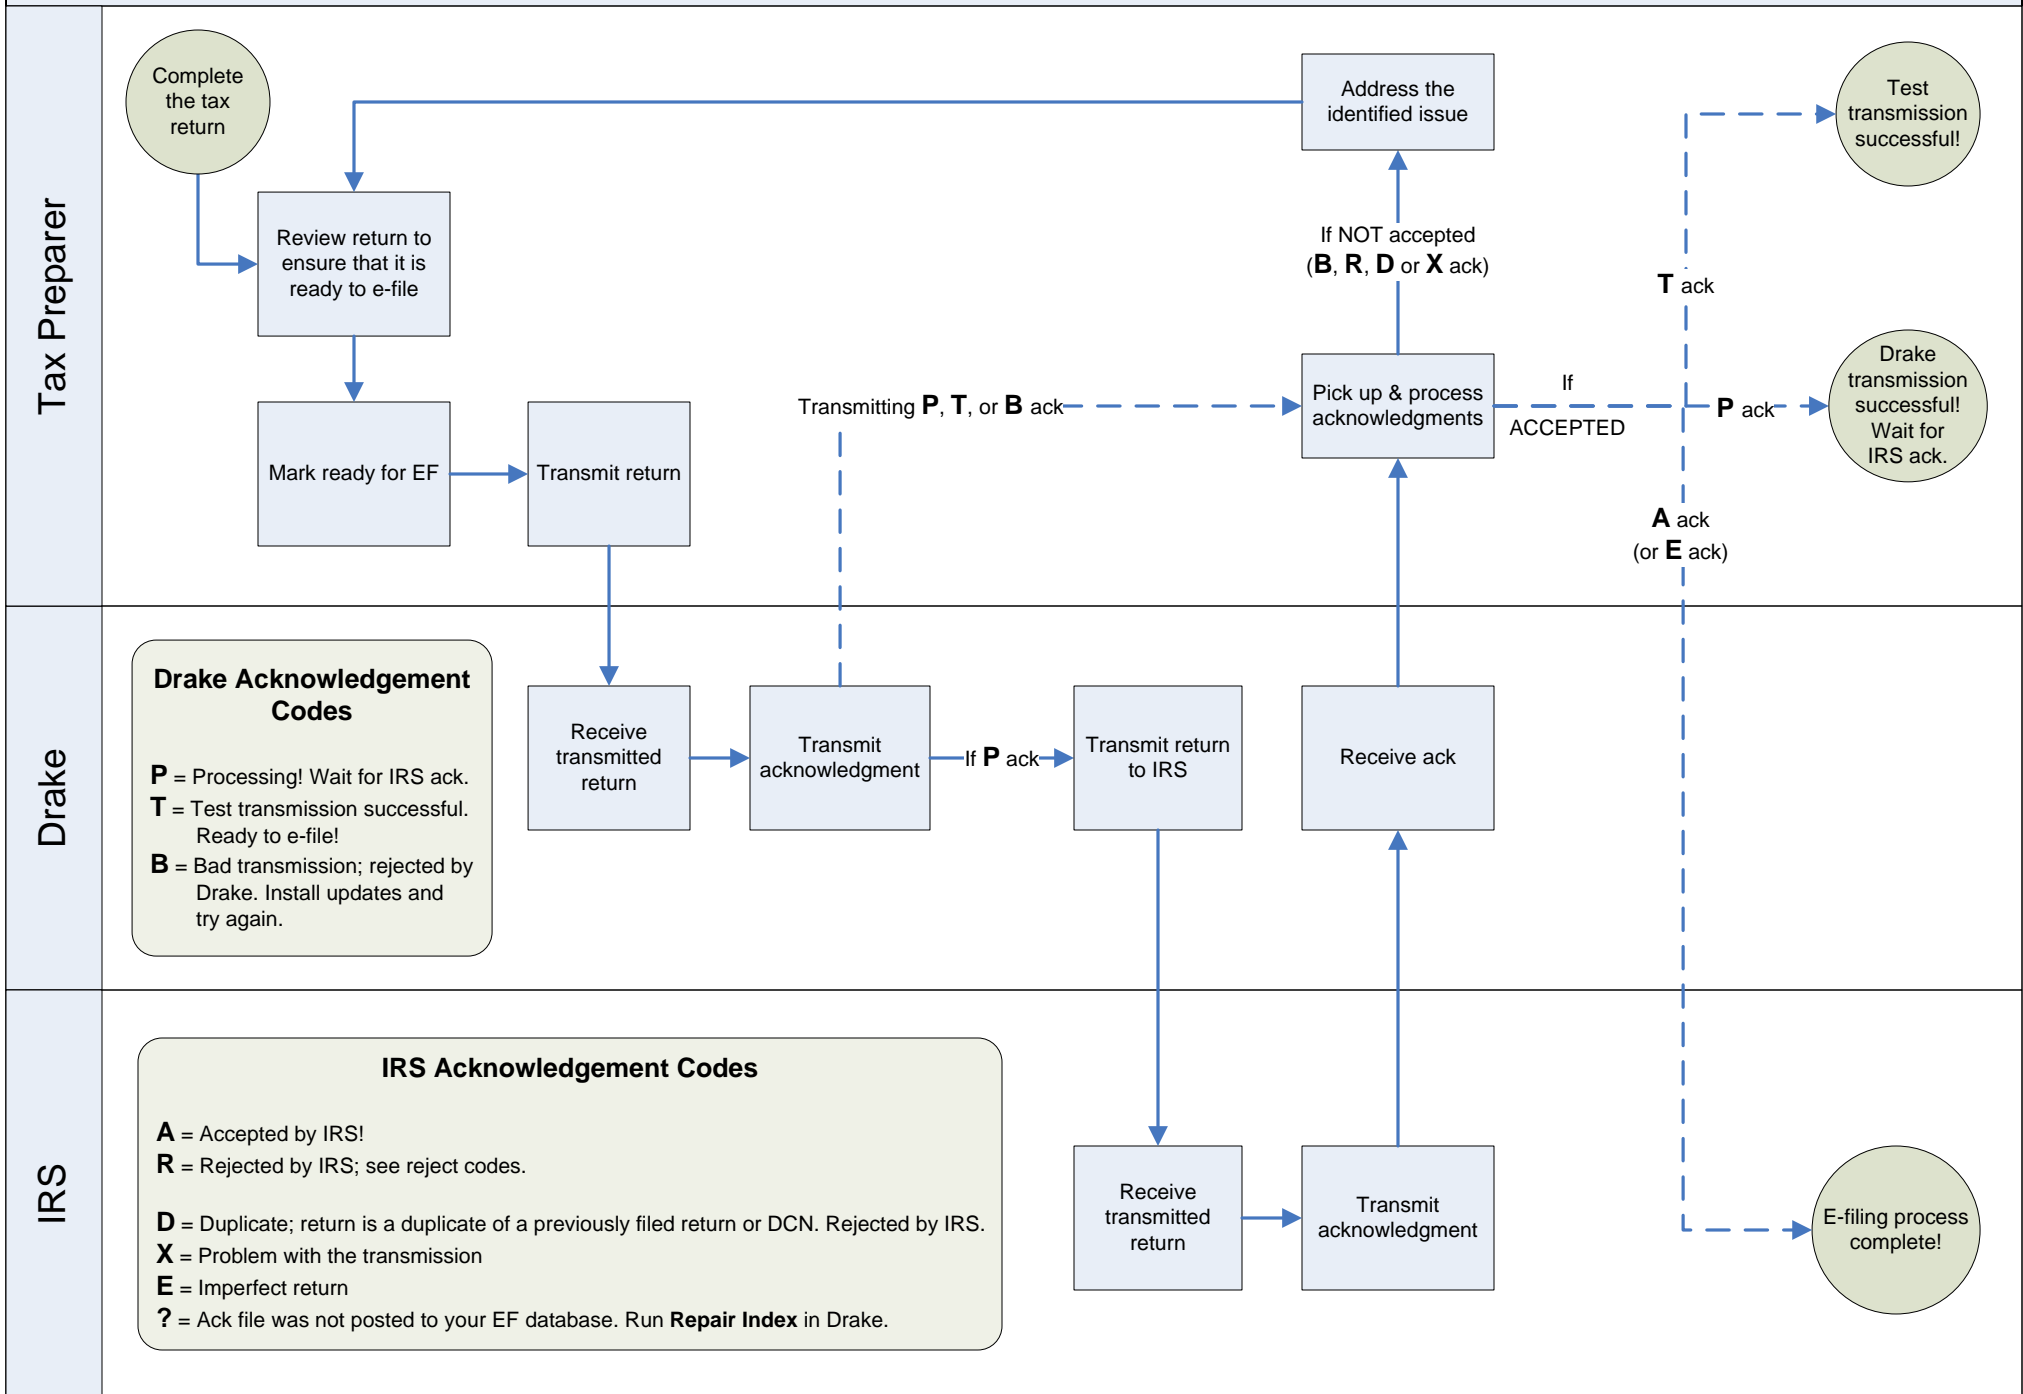 Tax Preparer
Complete
the tax
return
Review return to
ensure that it is
ready to e-file
Mark ready for EF
Transmit return
Transmitting P, T, or B ack
Address the
identified issue
If NOT accepted
(B, R, D or X ack)
Pick up & process
acknowledgments
If
ACCEPTED
T ack
Test
transmission
successful!
P ack
Drake
transmission
successful!
Wait for
IRS ack.
A ack
(or E ack)
Drake
Drake Acknowledgement
Codes
P = Processing! Wait for IRS ack.
T = Test transmission successful.
Ready to e-file!
B = Bad transmission; rejected by
Drake. Install updates and
try again.
Receive
transmitted
return
Transmit
acknowledgment
If P ack
Transmit return
to IRS
Receive ack
IRS
IRS Acknowledgement Codes
A = Accepted by IRS!
R = Rejected by IRS; see reject codes.
D = Duplicate; return is a duplicate of a previously filed return or DCN. Rejected by IRS.
X = Problem with the transmission
E = Imperfect return
? = Ack file was not posted to your EF database. Run Repair Index in Drake.
Receive
transmitted
return
Transmit
acknowledgment
E-filing process
complete!